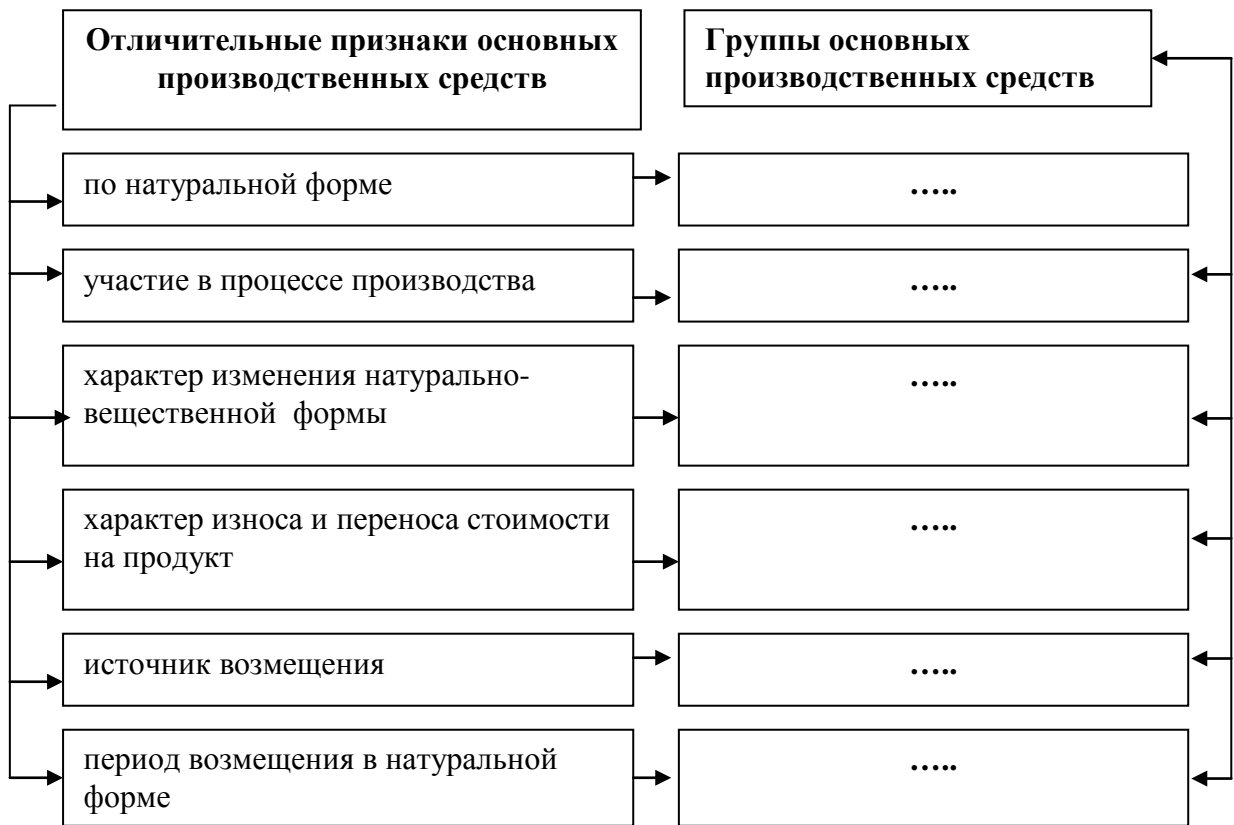 Отличительные признаки основных
производственных средств
Группы основных
производственных средств
по натуральной форме
…..
участие в процессе производства
…..
характер изменения натурально-
вещественной формы
…..
характер износа и переноса стоимости
на продукт
…..
источник возмещения
…..
период возмещения в натуральной
форме
…..